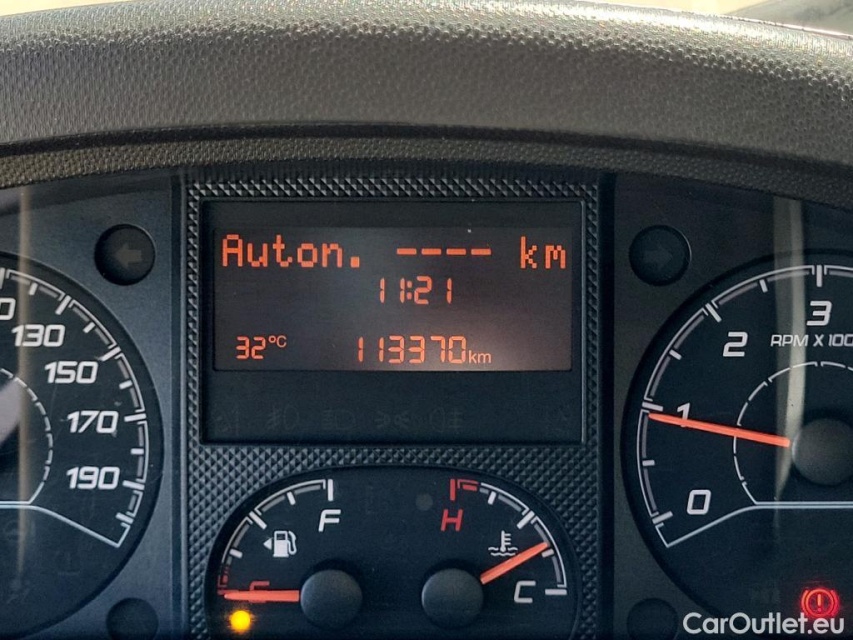 Auton. ---- km
11:21
32°C 113370km
130
150
170
190
F
H
C
0
1
2
3
RPM X 100
CarOutlet.eu